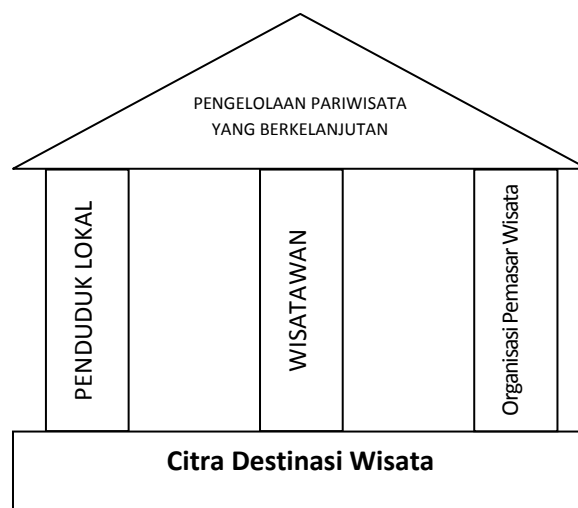 PENGELOLAAN PARIWISATA
YANG BERKELANJUTAN
PENDUDUK LOKAL
WISATAWAN
Organisasi Pemasar Wisata
Citra Destinasi Wisata